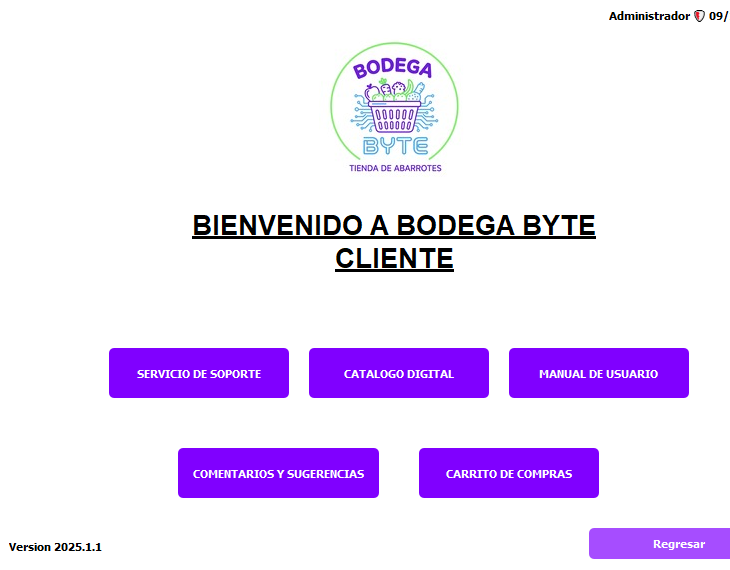 Administrador 09/
BODEGA
BYTE
TIENDA DE ABARROTES
BIENVENIDO A BODEGA BYTE
CLIENTE
SERVICIO DE SOPORTE
CATALOGO DIGITAL
MANUAL DE USUARIO
COMENTARIOS Y SUGERENCIAS
CARRITO DE COMPRAS
Version 2025.1.1
Regresar